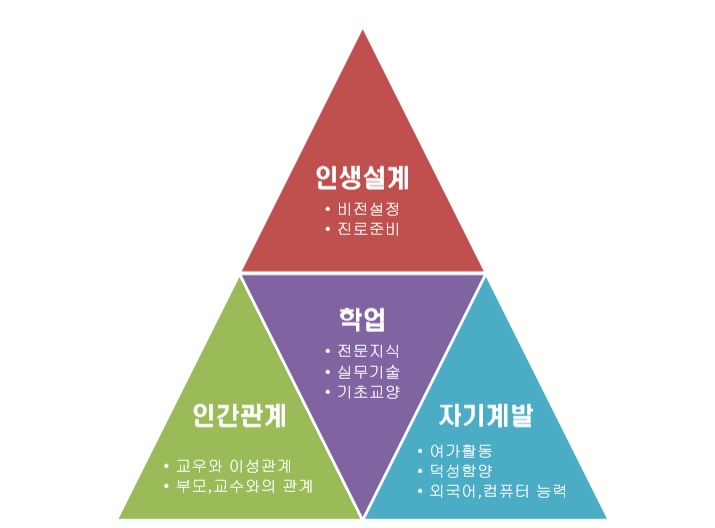 인생설계
• 비전설정
• 진로준비
학업
• 전문지식
• 실무기술
• 기초교양
인간관계
• 교우와 이성관계
• 부모,교수와의 관계
자기계발
• 여가활동
• 덕성함양
• 외국어,컴퓨터 능력